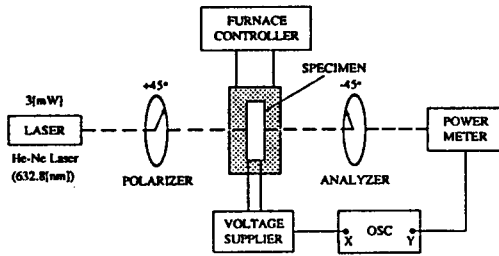 FURNACE
CONTROLLER
SPECIMEN
3[mW]
+45°
-45°
LASER
POWER
METER
He-Ne Laser
(632.8[nm])
POLARIZER
ANALYZER
VOLTAGE
SUPPLIER
X OSC Y